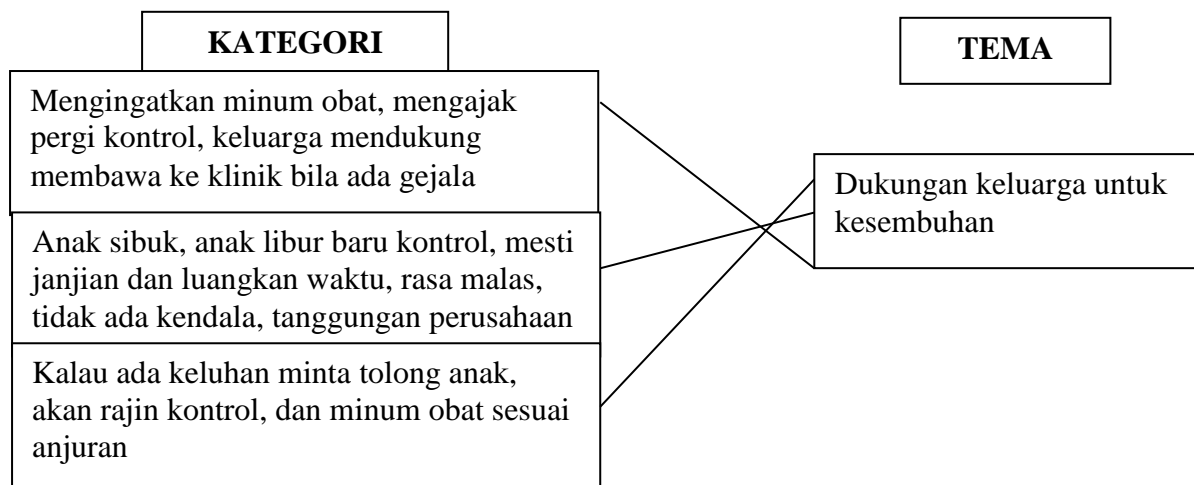 KATEGORI
Mengingatkan minum obat, mengajak
pergi kontrol, keluarga mendukung
membawa ke klinik bila ada gejala
Anak sibuk, anak libur baru kontrol, mesti
janjian dan luangkan waktu, rasa malas,
tidak ada kendala, tanggungan perusahaan
Kalau ada keluhan minta tolong anak,
akan rajin kontrol, dan minum obat sesuai
anjuran
TEMA
Dukungan keluarga untuk
kesembuhan